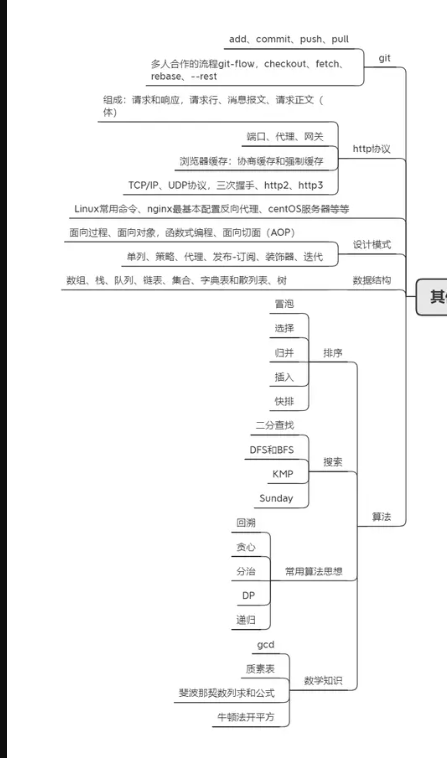 add、commit、push、pull
git
多人合作的流程git-flow，checkout、fetch、
rebase、--rest
组成：请求和响应，请求行、消息报文、请求正文（
体）
端口、代理、网关
http协议
浏览器缓存：协商缓存和强制缓存
TCP/IP、UDP协议，三次握手、http2、http3
Linux常用命令、nginx最基本配置反向代理、centOS服务器等等
面向过程、面向对象，函数式编程、面向切面（AOP）
设计模式
单列、策略、代理、发布-订阅、装饰器、迭代
数组、栈、队列、链表、集合、字典表和散列表、树
数据结构
其
冒泡
选择
归并
排序
插入
快排
二分查找
DFS和BFS
搜索
KMP
Sunday
算法
回溯
贪心
分治
常用算法思想
DP
递归
gcd
质素表
数学知识
斐波那契数列求和公式
牛顿法开平方